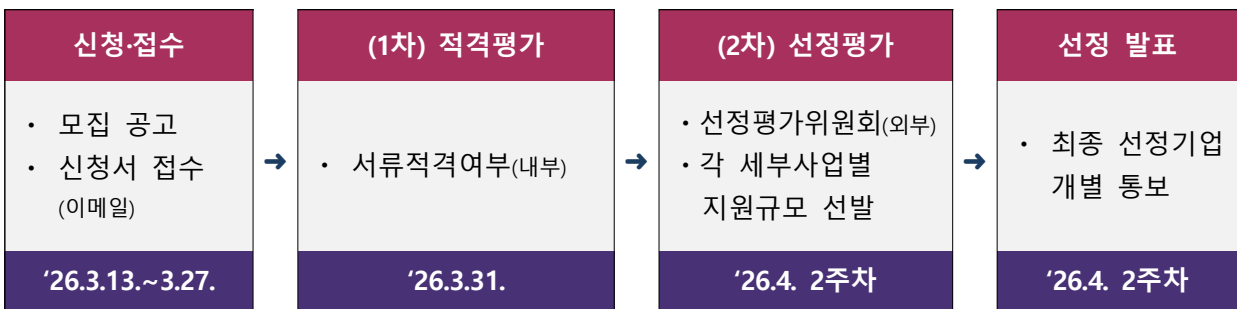 신청·접수
· 모집 공고
· 신청서 접수
(이메일)
‘26.3.13.~3.27.
➜
(1차) 적격평가
· 서류적격여부(내부)
‘26.3.31.
➜
(2차) 선정평가
· 선정평가위원회(외부)
· 각 세부사업별
지원규모 선발
‘26.4. 2주차
➜
선정 발표
· 최종 선정기업
개별 통보
‘26.4. 2주차